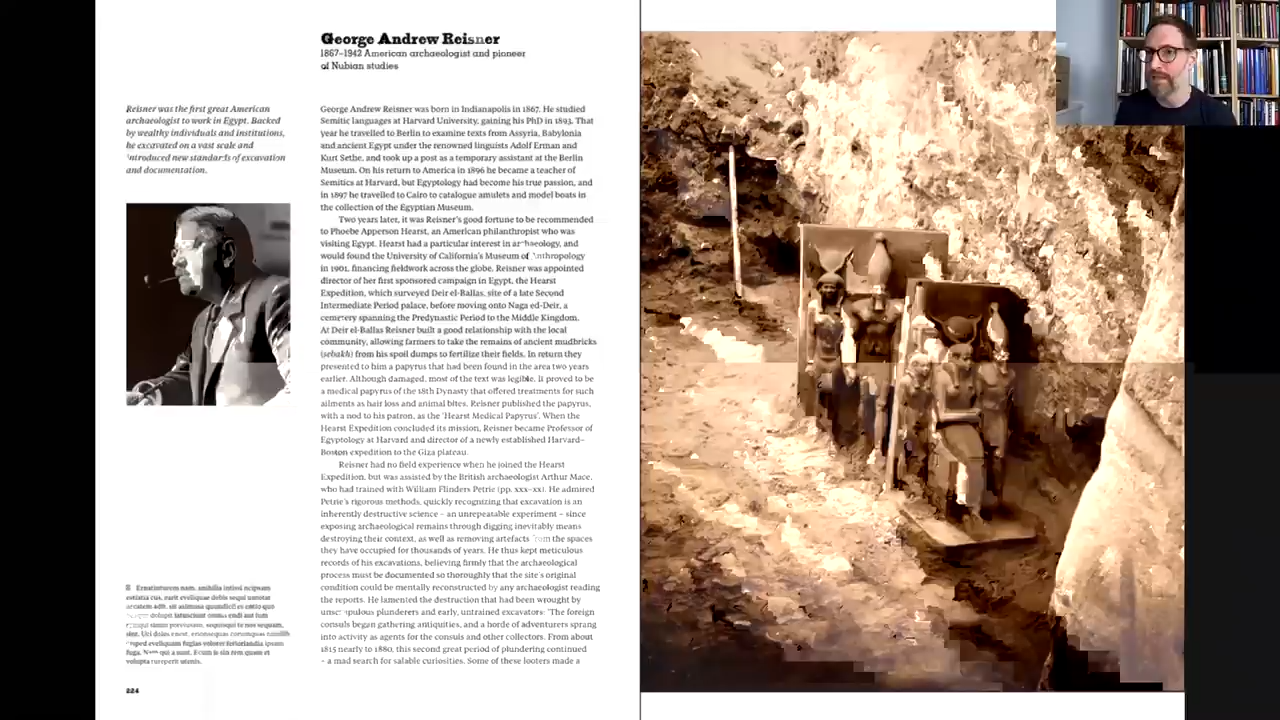 George Andrew Reisner
1867–1942 American archaeologist and pioneer
of Nubian studies
Reisner was the first great American
archaeologist to work in Egypt. Backed
by wealthy individuals and institutions,
he excavated on a vast scale and
introduced new standards of excavation
and documentation.
George Andrew Reisner was born in Indianapolis in 1867. He studied
Semitic languages at Harvard University, gaining his PhD in 1893. That
year he travelled to Berlin to examine texts from Assyria, Babylonia
and ancient Egypt under the renowned linguists Adolf Erman and
Kurt Sethe, and took up a post as a temporary assistant at the Berlin
Museum. On his return to America in 1896 he became a teacher of
Semitics at Harvard, but Egyptology had become his true passion, and
in 1897 he travelled to Cairo to catalogue amulets and model boats in
the collection of the Egyptian Museum.
Two years later, it was Reisner's good fortune to be recommended
to Phoebe Apperson Hearst, an American philanthropist who was
visiting Egypt. Hearst had a particular interest in archaeology, and
would found the University of California's Museum of Anthropology
in 1901, financing fieldwork across the globe. Reisner was appointed
director of her first sponsored campaign in Egypt, the Hearst
Expedition, which surveyed Deir el-Ballas, site of a late Second
Intermediate Period palace, before moving onto Naga ed-Deir, a
cemetery spanning the Predynastic Period to the Middle Kingdom.
At Deir el-Ballas Reisner built a good relationship with the local
community, allowing farmers to take the remains of ancient mudbricks
(sebakh) from his spoil dumps to fertilize their fields. In return they
presented to him a papyrus that had been found in the area two years
earlier. Although damaged, most of the text was legible. It proved to be
a medical papyrus of the 18th Dynasty that offered treatments for such
ailments as hair loss and animal bites. Reisner published the papyrus,
with a nod to his patron, as the 'Hearst Medical Papyrus'. When the
Hearst Expedition concluded its mission, Reisner became Professor of
Egyptology at Harvard and director of a newly established Harvard–
Boston expedition to the Giza plateau.
Reisner had no field experience when he joined the Hearst
Expedition, but was assisted by the British archaeologist Arthur Mace,
who had trained with William Flinders Petrie (pp. xxx–xx). He admired
Petrie's rigorous methods, quickly recognizing that excavation is an
inherently destructive science – an unrepeatable experiment – since
exposing archaeological remains through digging inevitably means
destroying their context, as well as removing artefacts from the spaces
they have occupied for thousands of years. He thus kept meticulous
records of his excavations, believing firmly that the archaeological
process must be documented so thoroughly that the site's original
condition could be mentally reconstructed by any archaeologist reading
the reports. He lamented the destruction that had been wrought by
unscrupulous plunderers and early, untrained excavators: 'The foreign
consuls began gathering antiquities, and a horde of adventurers sprang
into activity as agents for the consuls and other collectors. From about
1815 nearly to 1880, this second great period of plundering continued
– a mad search for salable curiosities. Some of these looters made a
224